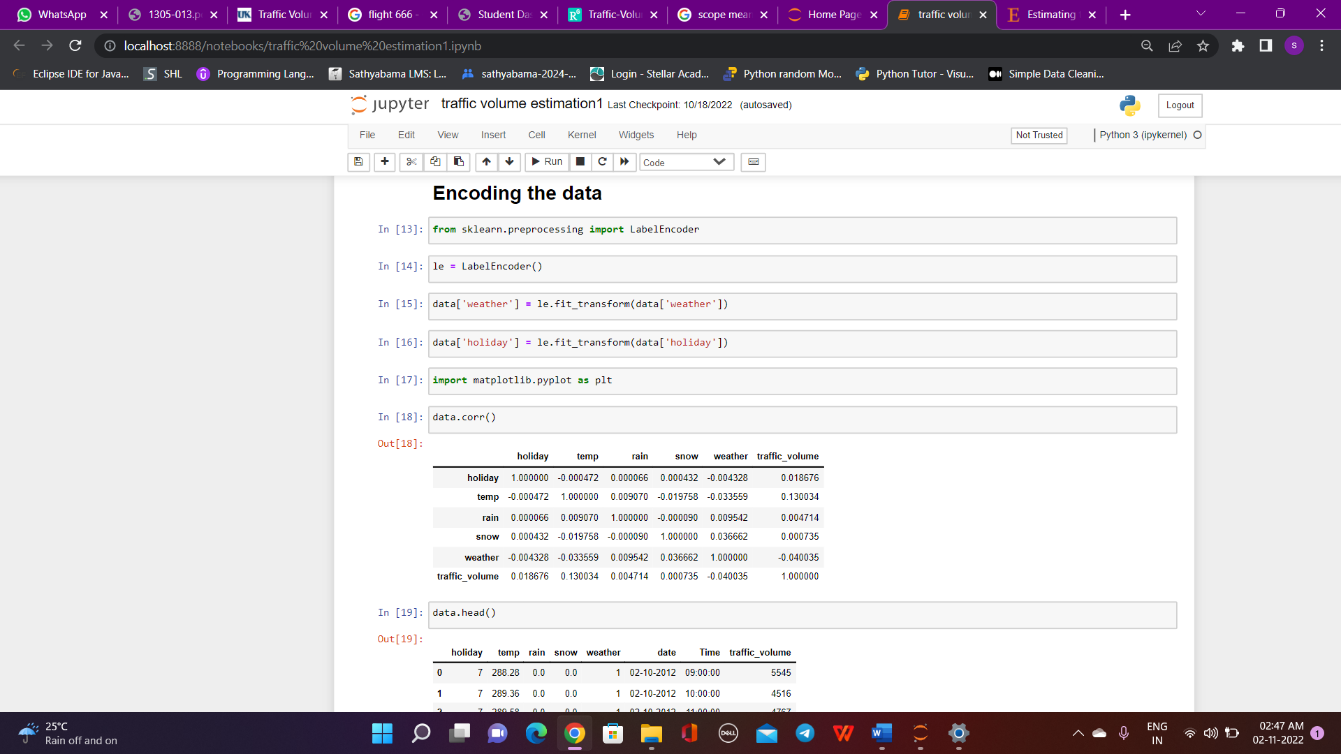 WhatsApp 1305-013.p Traffic Volu flight 666 - Student Da Traffic-Volu scope mean Home Page traffic volur Estimating
localhost:8888/notebooks/traffic%20volume%20estimation1.ipynb S
Eclipse IDE for Java... SHL Programming Lang... Sathyabama LMS: L... sathyabama-2024-... Login - Stellar Acad... Python random Mo... Python Tutor - Visu... Simple Data Cleani...
jupyter traffic volume estimation1 Last Checkpoint: 10/18/2022 (autosaved) Logout
File Edit View Insert Cell Kernel Widgets Help Not Trusted Python 3 (ipykernel)
Run Code
Encoding the data
In [13]: from sklearn.preprocessing import LabelEncoder
In [14]: le = LabelEncoder()
In [15]: data['weather'] = le.fit_transform(data['weather'])
In [16]: data['holiday'] = le.fit_transform(data['holiday'])
In [17]: import matplotlib.pyplot as plt
In [18]: data.corr()
Out[18]:
holiday temp rain snow weather traffic_volume
holiday 1.000000 -0.000472 0.000066 0.000432 -0.004328 0.018676
temp -0.000472 1.000000 0.009070 -0.019758 -0.033559 0.130034
rain 0.000066 0.009070 1.000000 -0.000090 0.009542 0.004714
snow 0.000432 -0.019758 -0.000090 1.000000 0.036662 0.000735
weather -0.004328 -0.033559 0.009542 0.036662 1.000000 -0.040035
traffic_volume 0.018676 0.130034 0.004714 0.000735 -0.040035 1.000000
In [19]: data.head()
Out[19]:
holiday temp rain snow weather date Time traffic_volume
0 7 288.28 0.0 0.0 1 02-10-2012 09:00:00 5545
1 7 289.36 0.0 0.0 1 02-10-2012 10:00:00 4516
25°C
Rain off and on
DELL
ENG
IN
02:47 AM
02-11-2022 1